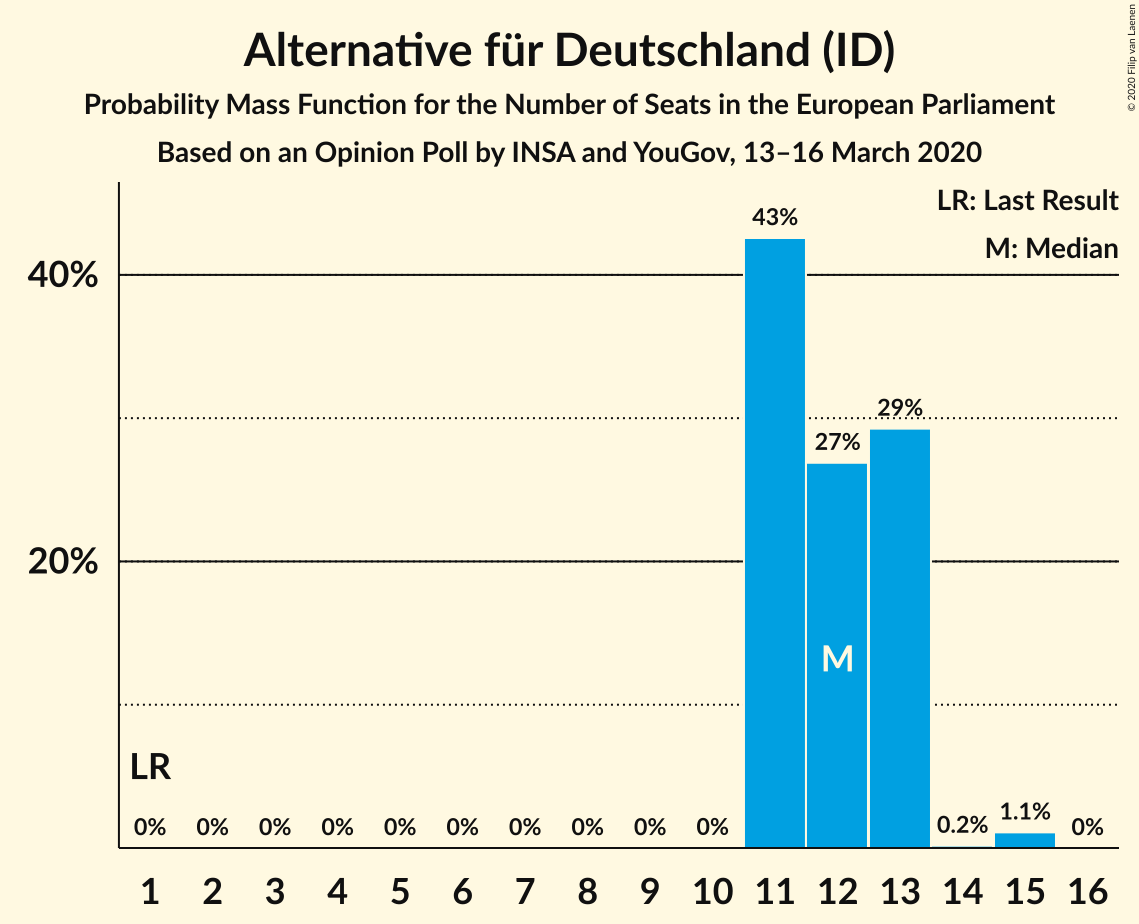 Alternative für Deutschland (ID)
Probability Mass Function for the Number of Seats in the European Parliament
Based on an Opinion Poll by INSA and YouGov, 13–16 March 2020
© 2020 Filip van Laenen
LR: Last Result
M: Median
40%
20%
43%
27%
29%
M
LR
0% 0% 0% 0% 0% 0% 0% 0% 0% 0% 0.2% 1.1% 0%
1 2 3 4 5 6 7 8 9 10 11 12 13 14 15 16